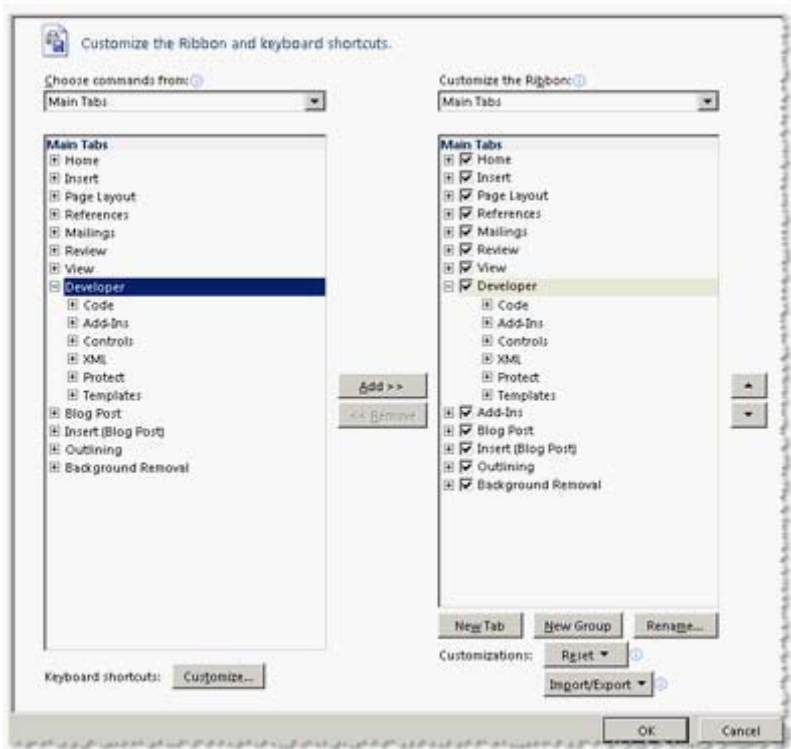 Customize the Ribbon and keyboard shortcuts.
Choose commands from:
Main Tabs
Main Tabs
Home
Insert
Page Layout
References
Mailings
Review
View
Developer
Code
Add-Ins
Controls
XML
Protect
Templates
Blog Post
Insert (Blog Post)
Outlining
Background Removal
Keyboard shortcuts: Customize...
Add >>
<< Remove
Customize the Ribbon:
Main Tabs
Main Tabs
Home
Insert
Page Layout
References
Mailings
Review
View
Developer
Code
Add-Ins
Controls
XML
Protect
Templates
Add-Ins
Blog Post
Insert (Blog Post)
Outlining
Background Removal
New Tab New Group Rename...
Customizations: Reset
Import/Export
OK Cancel